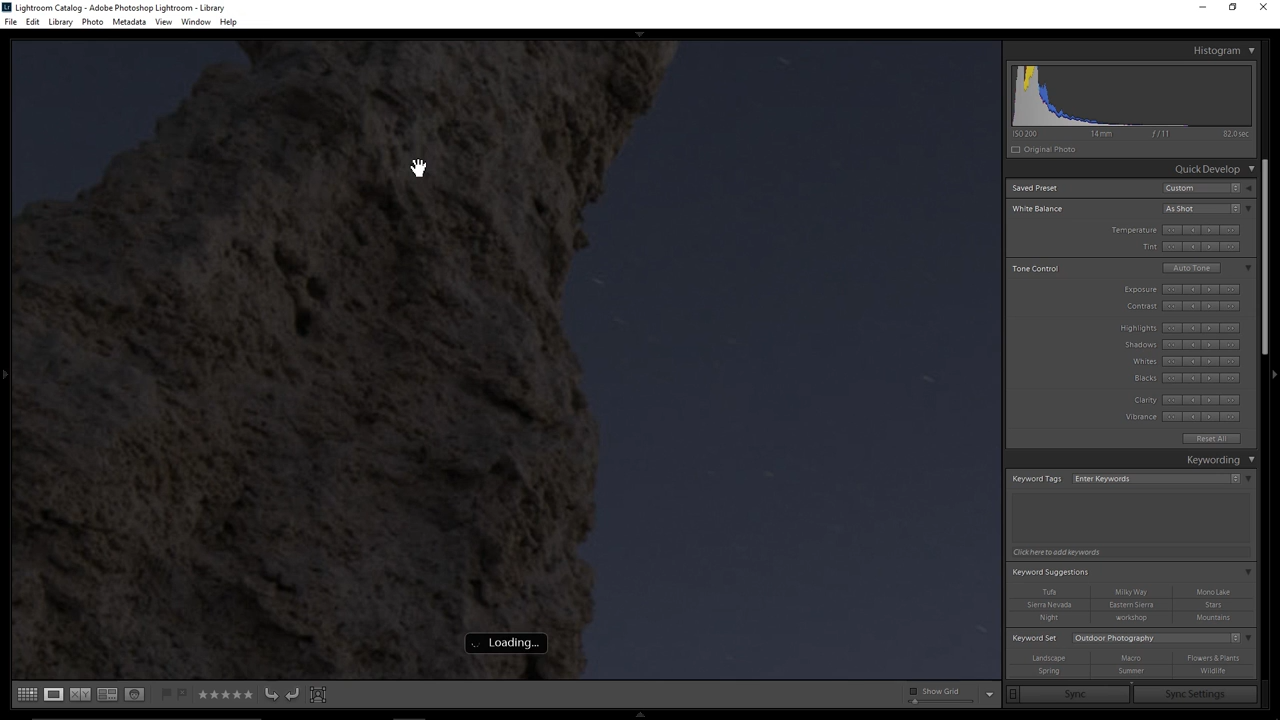 Lightroom Catalog - Adobe Photoshop Lightroom - Library
File Edit Library Photo Metadata View Window Help
Histogram
ISO 200 14 mm ƒ / 11 82.0 sec
Original Photo
Quick Develop
Saved Preset Custom
White Balance As Shot
Temperature
Tint
Tone Control Auto Tone
Exposure
Contrast
Highlights
Shadows
Whites
Blacks
Clarity
Vibrance
Reset All
Keywording
Keyword Tags Enter Keywords
Click here to add keywords
Keyword Suggestions
Tufa Milky Way Mono Lake
Sierra Nevada Eastern Sierra Stars
Night workshop Mountains
Keyword Set Outdoor Photography
Landscape Macro Flowers & Plants
Spring Summer Wildlife
Loading...
Show Grid
Sync Sync Settings